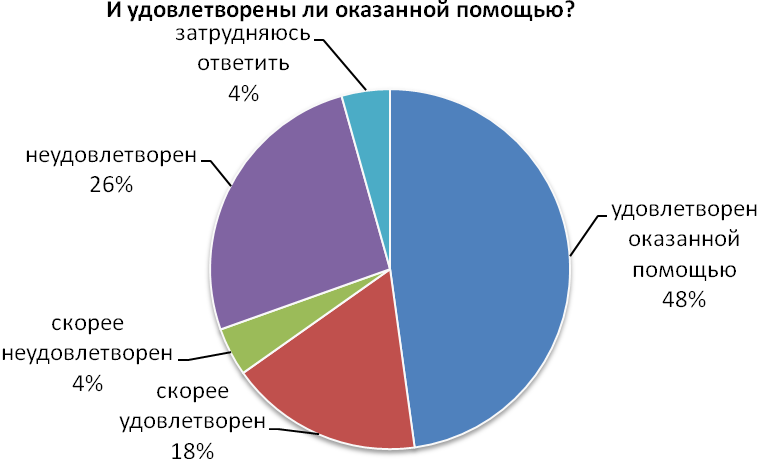 И удовлетворены ли оказанной помощью?
затрудняюсь
ответить
4%
неудовлетворен
26%
удовлетворен
оказанной
помощью
48%
скорее
неудовлетворен
4%
скорее
удовлетворен
18%